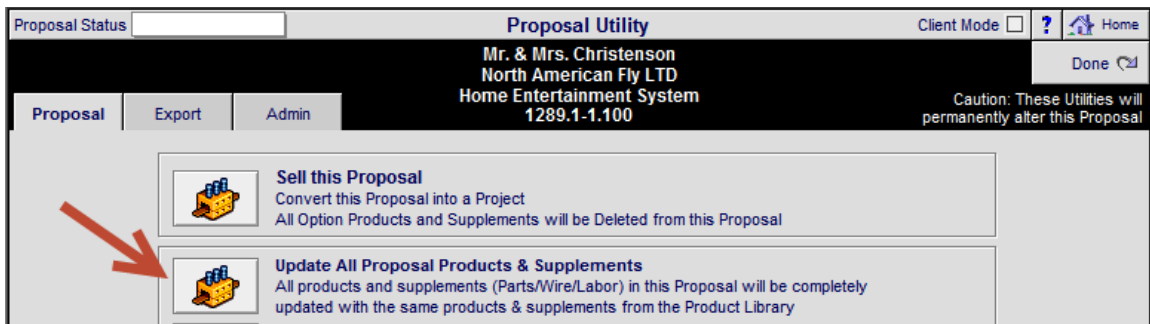 Proposal Status
Proposal Utility
Client Mode
?
Home
Mr. & Mrs. Christenson
North American Fly LTD
Home Entertainment System
1289.1-1.100
Done
Proposal
Export
Admin
Caution: These Utilities will
permanently alter this Proposal
Sell this Proposal
Convert this Proposal into a Project
All Option Products and Supplements will be Deleted from this Proposal
Update All Proposal Products & Supplements
All products and supplements (Parts/Wire/Labor) in this Proposal will be completely
updated with the same products & supplements from the Product Library